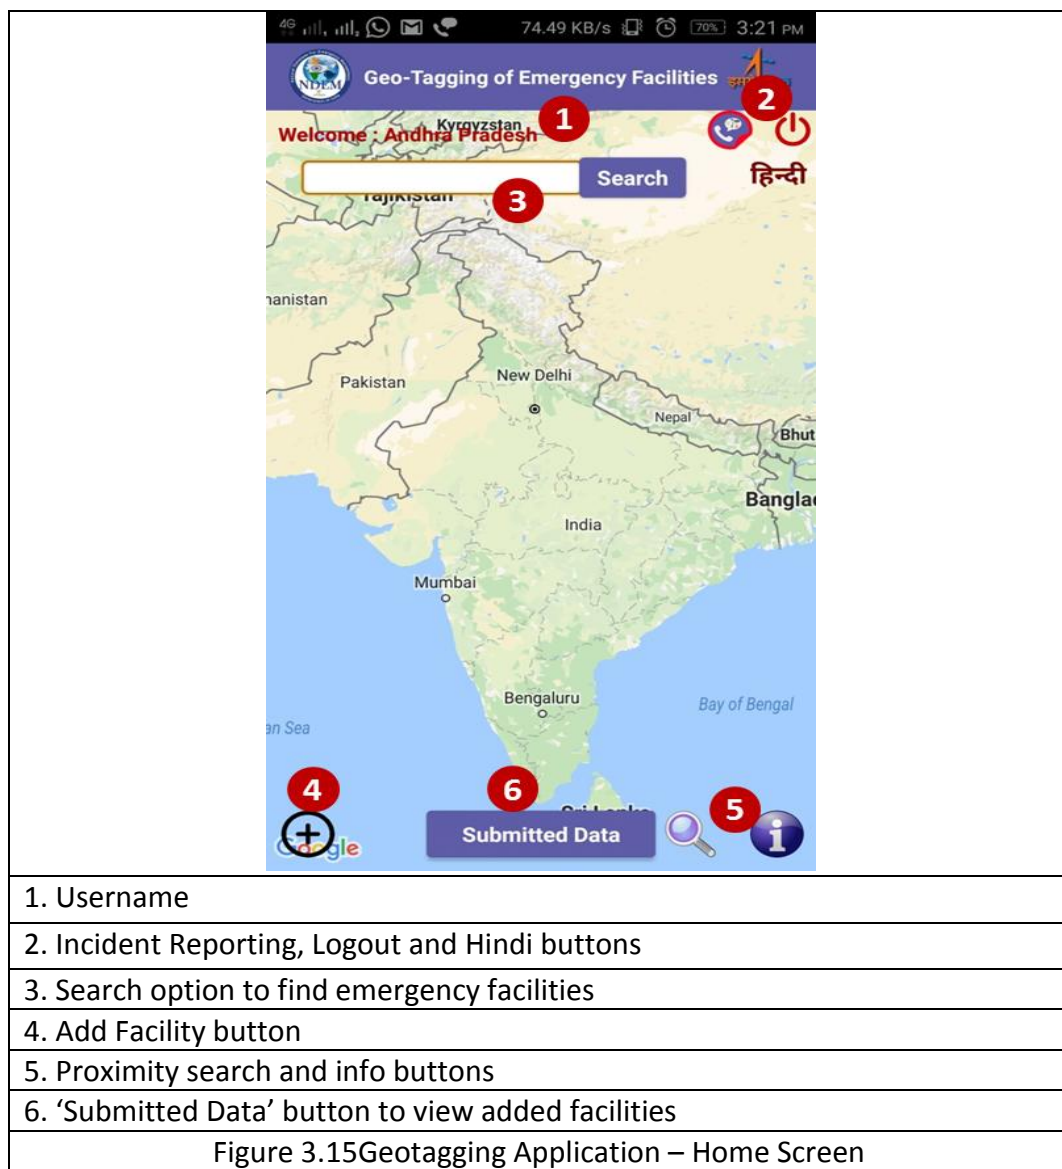 4G 74.49 KB/s 70% 3:21 PM
NDEM Geo-Tagging of Emergency Facilities
1 2
Kyrgyzstan
Welcome : Andhra Pradesh
Search हिन्दी
Tajikistan 3
hanistan
Pakistan New Delhi
Nepal
Bhut
Banglad
India
Mumbai
Bengaluru Bay of Bengal
an Sea
4 6 5
Sri Lanka
Google Submitted Data i
1. Username
2. Incident Reporting, Logout and Hindi buttons
3. Search option to find emergency facilities
4. Add Facility button
5. Proximity search and info buttons
6. ‘Submitted Data’ button to view added facilities
Figure 3.15Geotagging Application – Home Screen